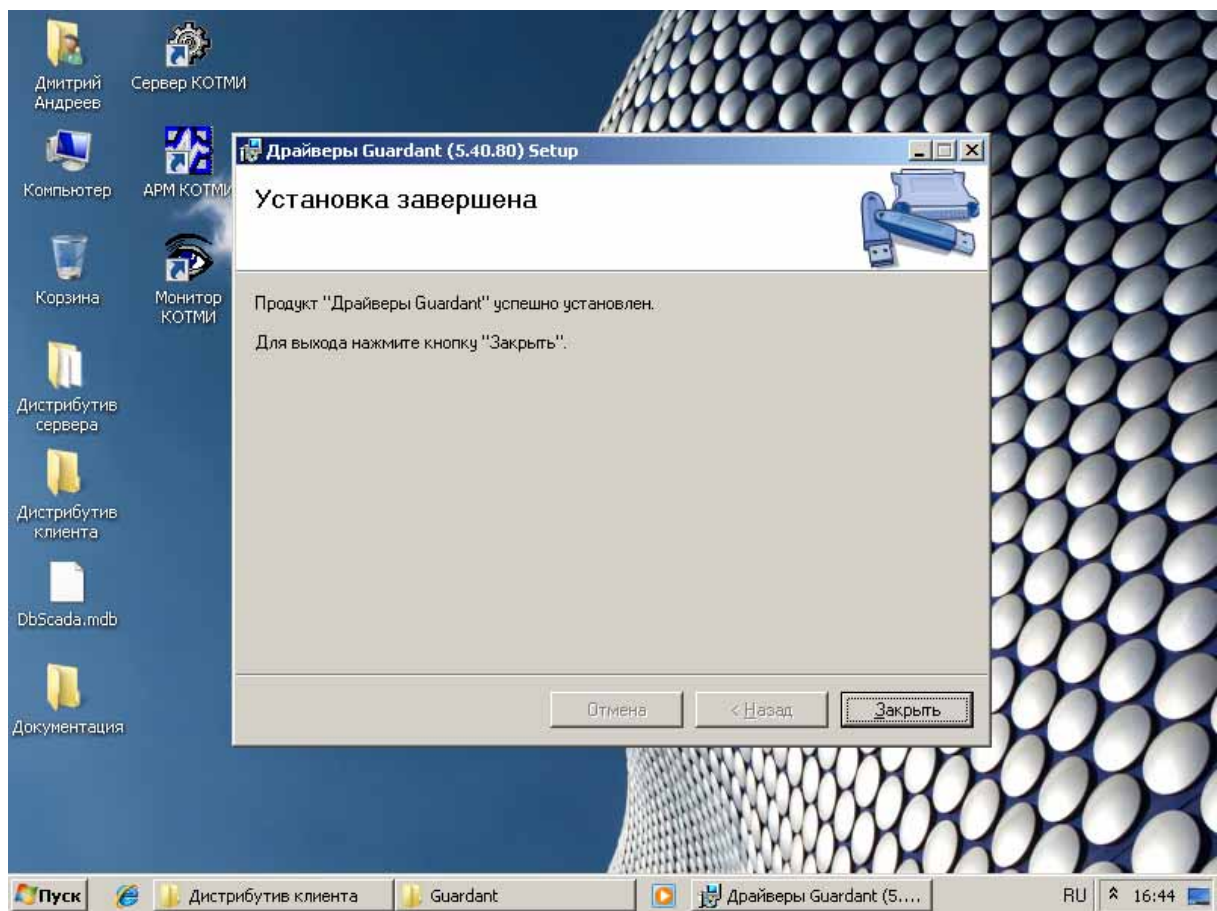 Дмитрий
Андреев
Сервер КОТМИ
Компьютер
АРМ КОТМИ
Корзина
Монитор
КОТМИ
Дистрибутив
сервера
Дистрибутив
клиента
DbScada.mdb
Документация
Драйверы Guardant (5.40.80) Setup
Установка завершена
Продукт "Драйверы Guardant" успешно установлен.
Для выхода нажмите кнопку "Закрыть".
Отмена
< Назад
Закрыть
Пуск
Дистрибутив клиента
Guardant
Драйверы Guardant (5....
RU
16:44